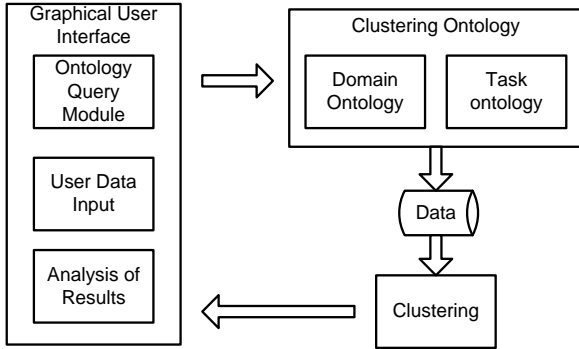 Graphical User
Interface
Ontology
Query
Module
User Data
Input
Analysis of
Results
Clustering Ontology
Domain
Ontology
Task
ontology
Data
Clustering